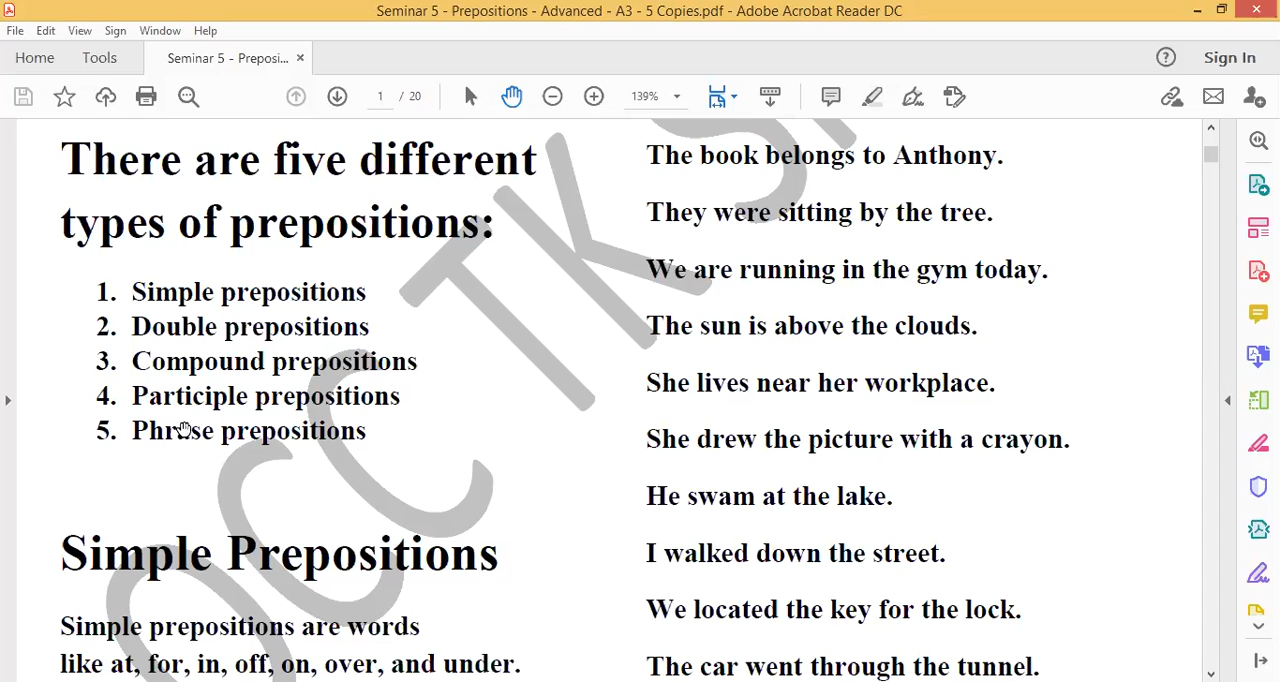 Seminar 5 - Prepositions - Advanced - A3 - 5 Copies.pdf - Adobe Acrobat Reader DC
File Edit View Sign Window Help
Home Tools Seminar 5 - Preposi... × Sign In
1 / 20 139%
There are five different
types of prepositions:
1. Simple prepositions
2. Double prepositions
3. Compound prepositions
4. Participle prepositions
5. Phrase prepositions
Simple Prepositions
Simple prepositions are words
like at, for, in, off, on, over, and under.
The book belongs to Anthony.
They were sitting by the tree.
We are running in the gym today.
The sun is above the clouds.
She lives near her workplace.
She drew the picture with a crayon.
He swam at the lake.
I walked down the street.
We located the key for the lock.
The car went through the tunnel.